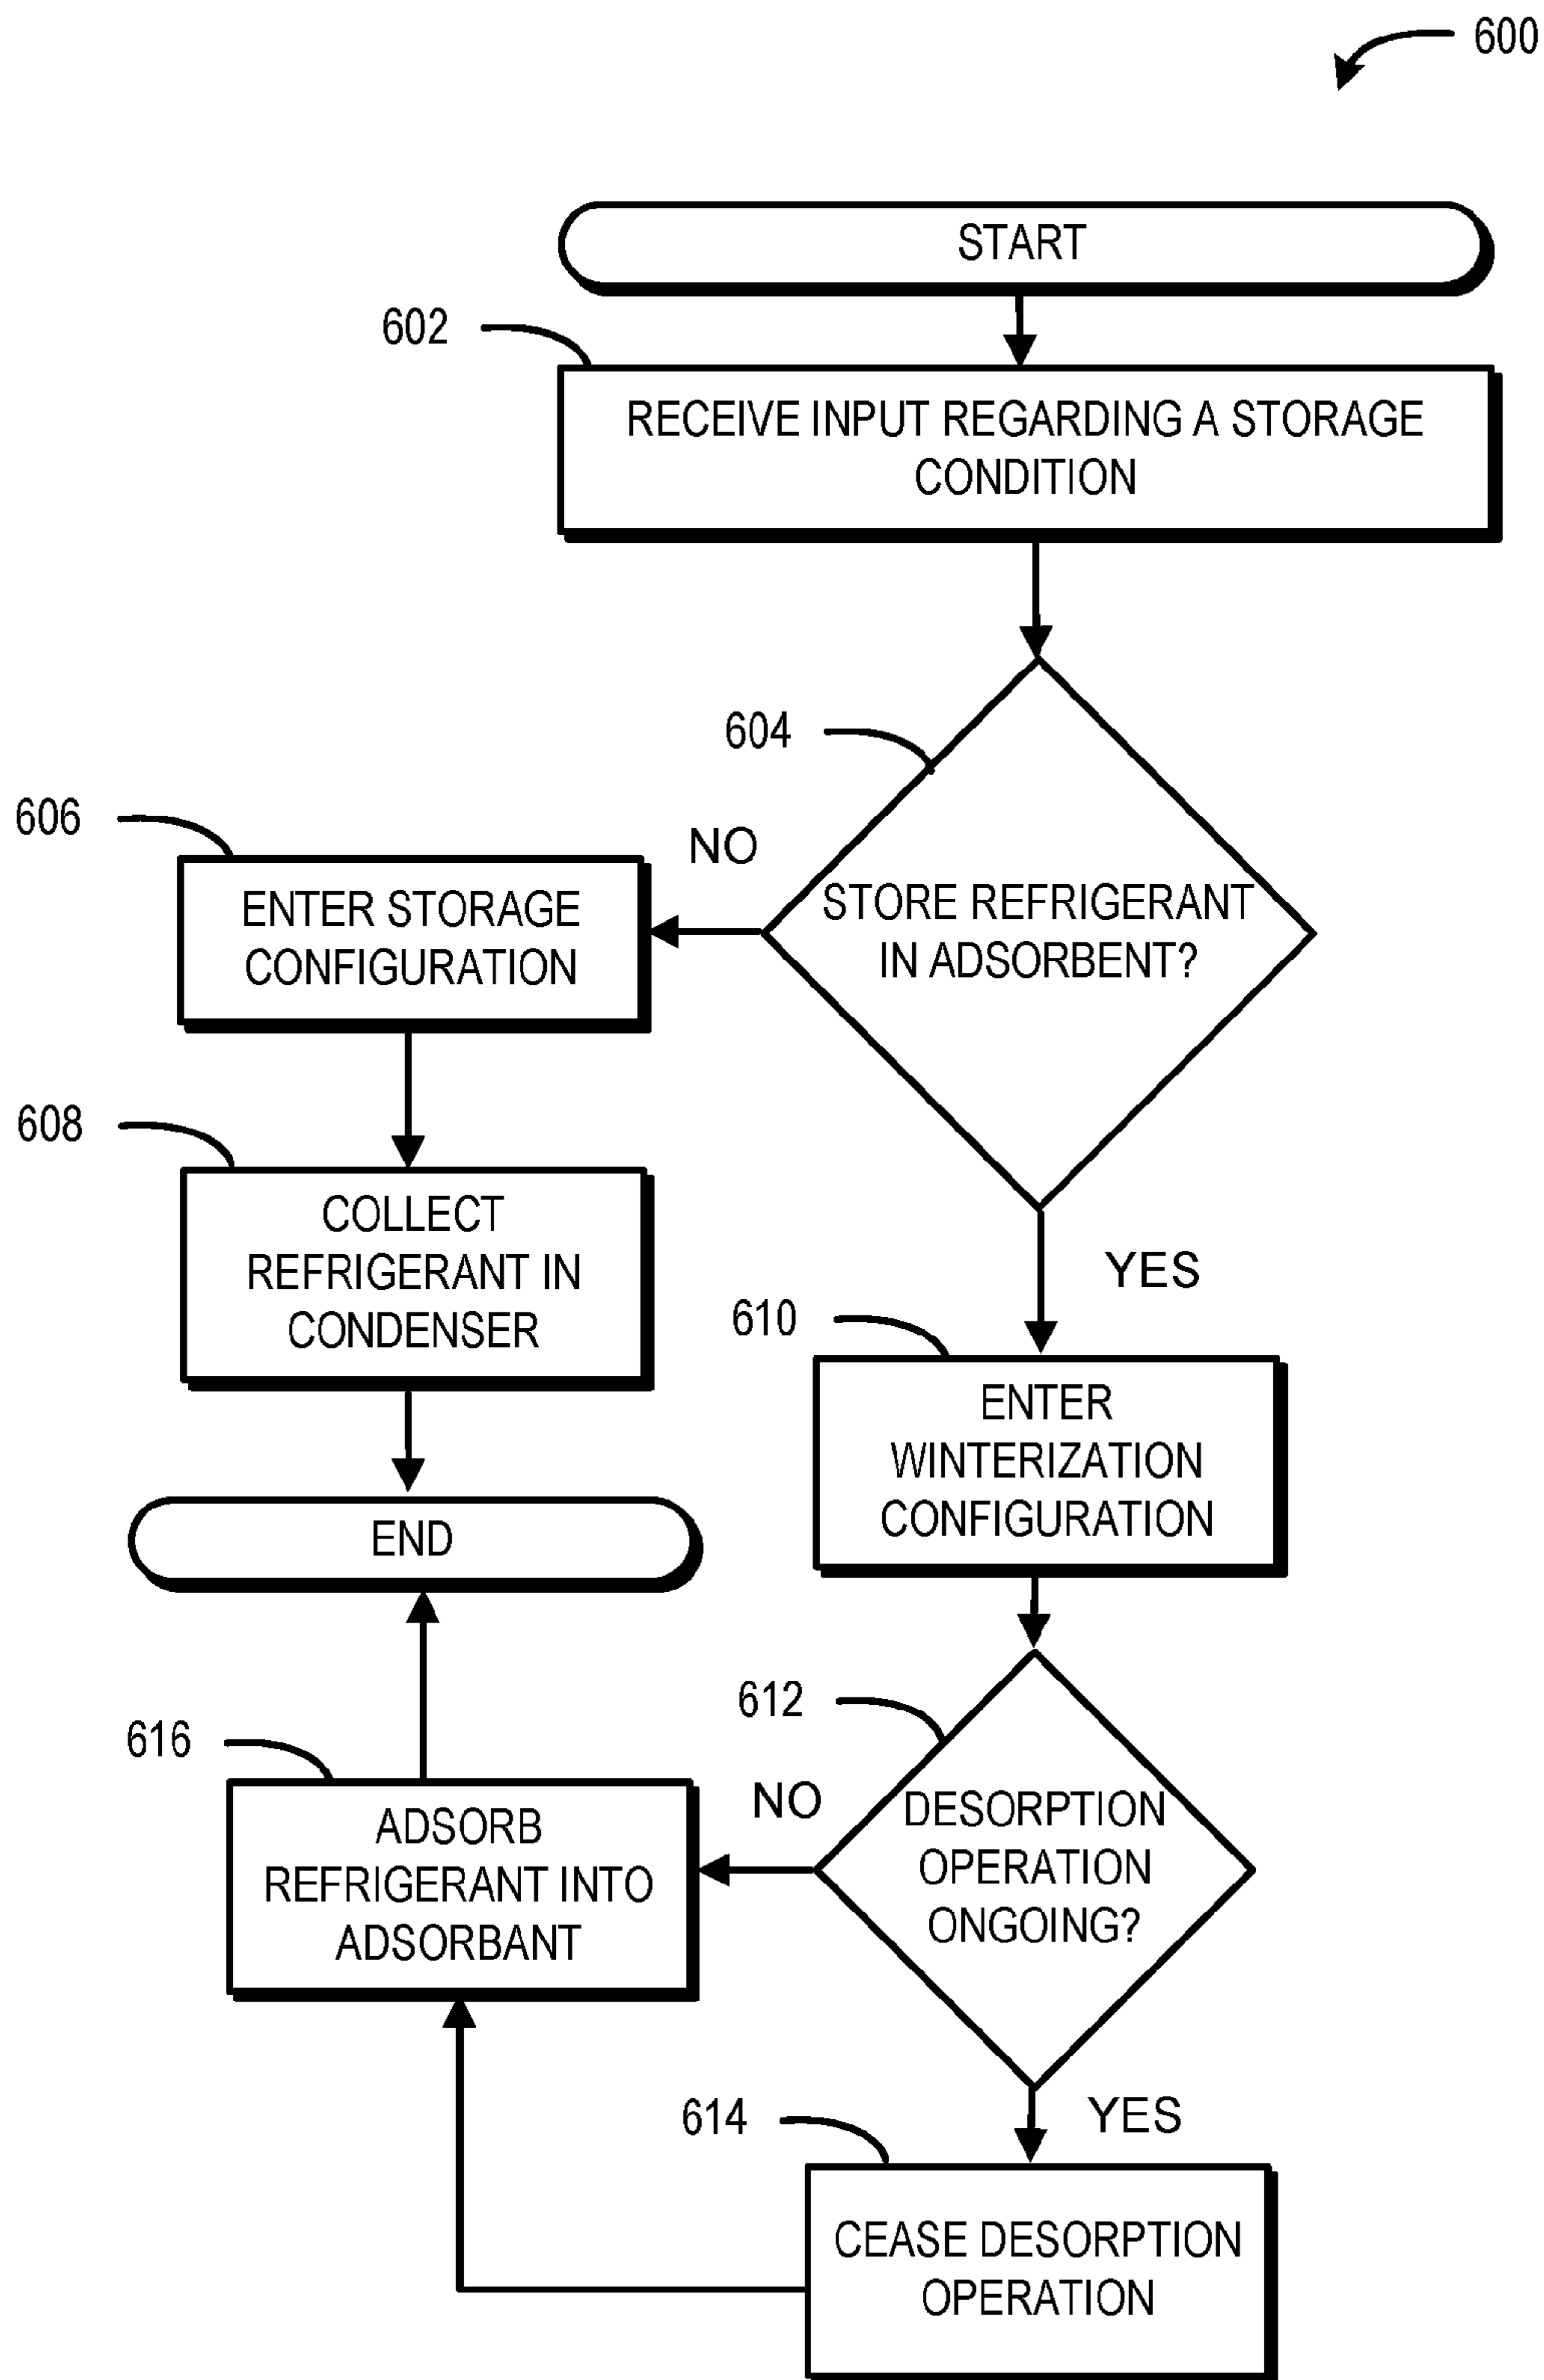 600
START
602
RECEIVE INPUT REGARDING A STORAGE
CONDITION
604
STORE REFRIGERANT
IN ADSORBENT?
NO
606
ENTER STORAGE
CONFIGURATION
608
COLLECT
REFRIGERANT IN
CONDENSER
END
YES
610
ENTER
WINTERIZATION
CONFIGURATION
612
DESORPTION
OPERATION
ONGOING?
NO
616
ADSORB
REFRIGERANT INTO
ADSORBANT
YES
614
CEASE DESORPTION
OPERATION